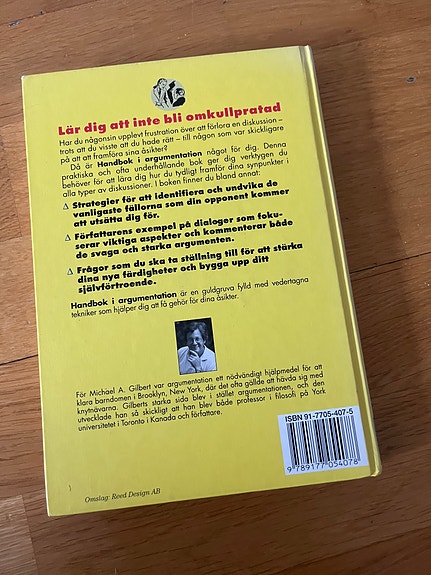 Lär dig att inte bli omkullpratad
Har du någonsin upplevt frustration över att förlora en diskussion –
trots att du visste att du hade rätt – till någon som var skickligare
på att framföra sina åsikter?
Då är Handbok i argumentation något för dig. Denna
praktiska och ofta underhållande bok ger dig verktygen du
behöver för att lära dig hur du tydligt framför dina synpunkter i
alla typer av diskussioner. I boken finner du bland annat:
∆ Strategier för att identifiera och undvika de
vanligaste fällorna som din opponent kommer
att utsätta dig för.
∆ Författarens exempel på dialoger som foku-
serar viktiga aspekter och kommenterar både
de svaga och starka argumenten.
∆ Frågor som du ska ta ställning till för att stärka
dina nya färdigheter och bygga upp ditt
självförtroende.
Handbok i argumentation är en guldgruva fylld med vedertagna
tekniker som hjälper dig att få gehör för dina åsikter.
För Michael A. Gilbert var argumentation ett nödvändigt hjälpmedel för att
klara barndomen i Brooklyn, New York, där det ofta gällde att hävda sig med
knytnävarna. Gilberts starka sida blev i stället argumentationen, och den
utvecklade han så skickligt att han blev både professor i filosofi på York
universitetet i Toronto i Kanada och författare.
ISBN 91-7705-407-5
9 789177 054078
Omslag: Reed Design AB